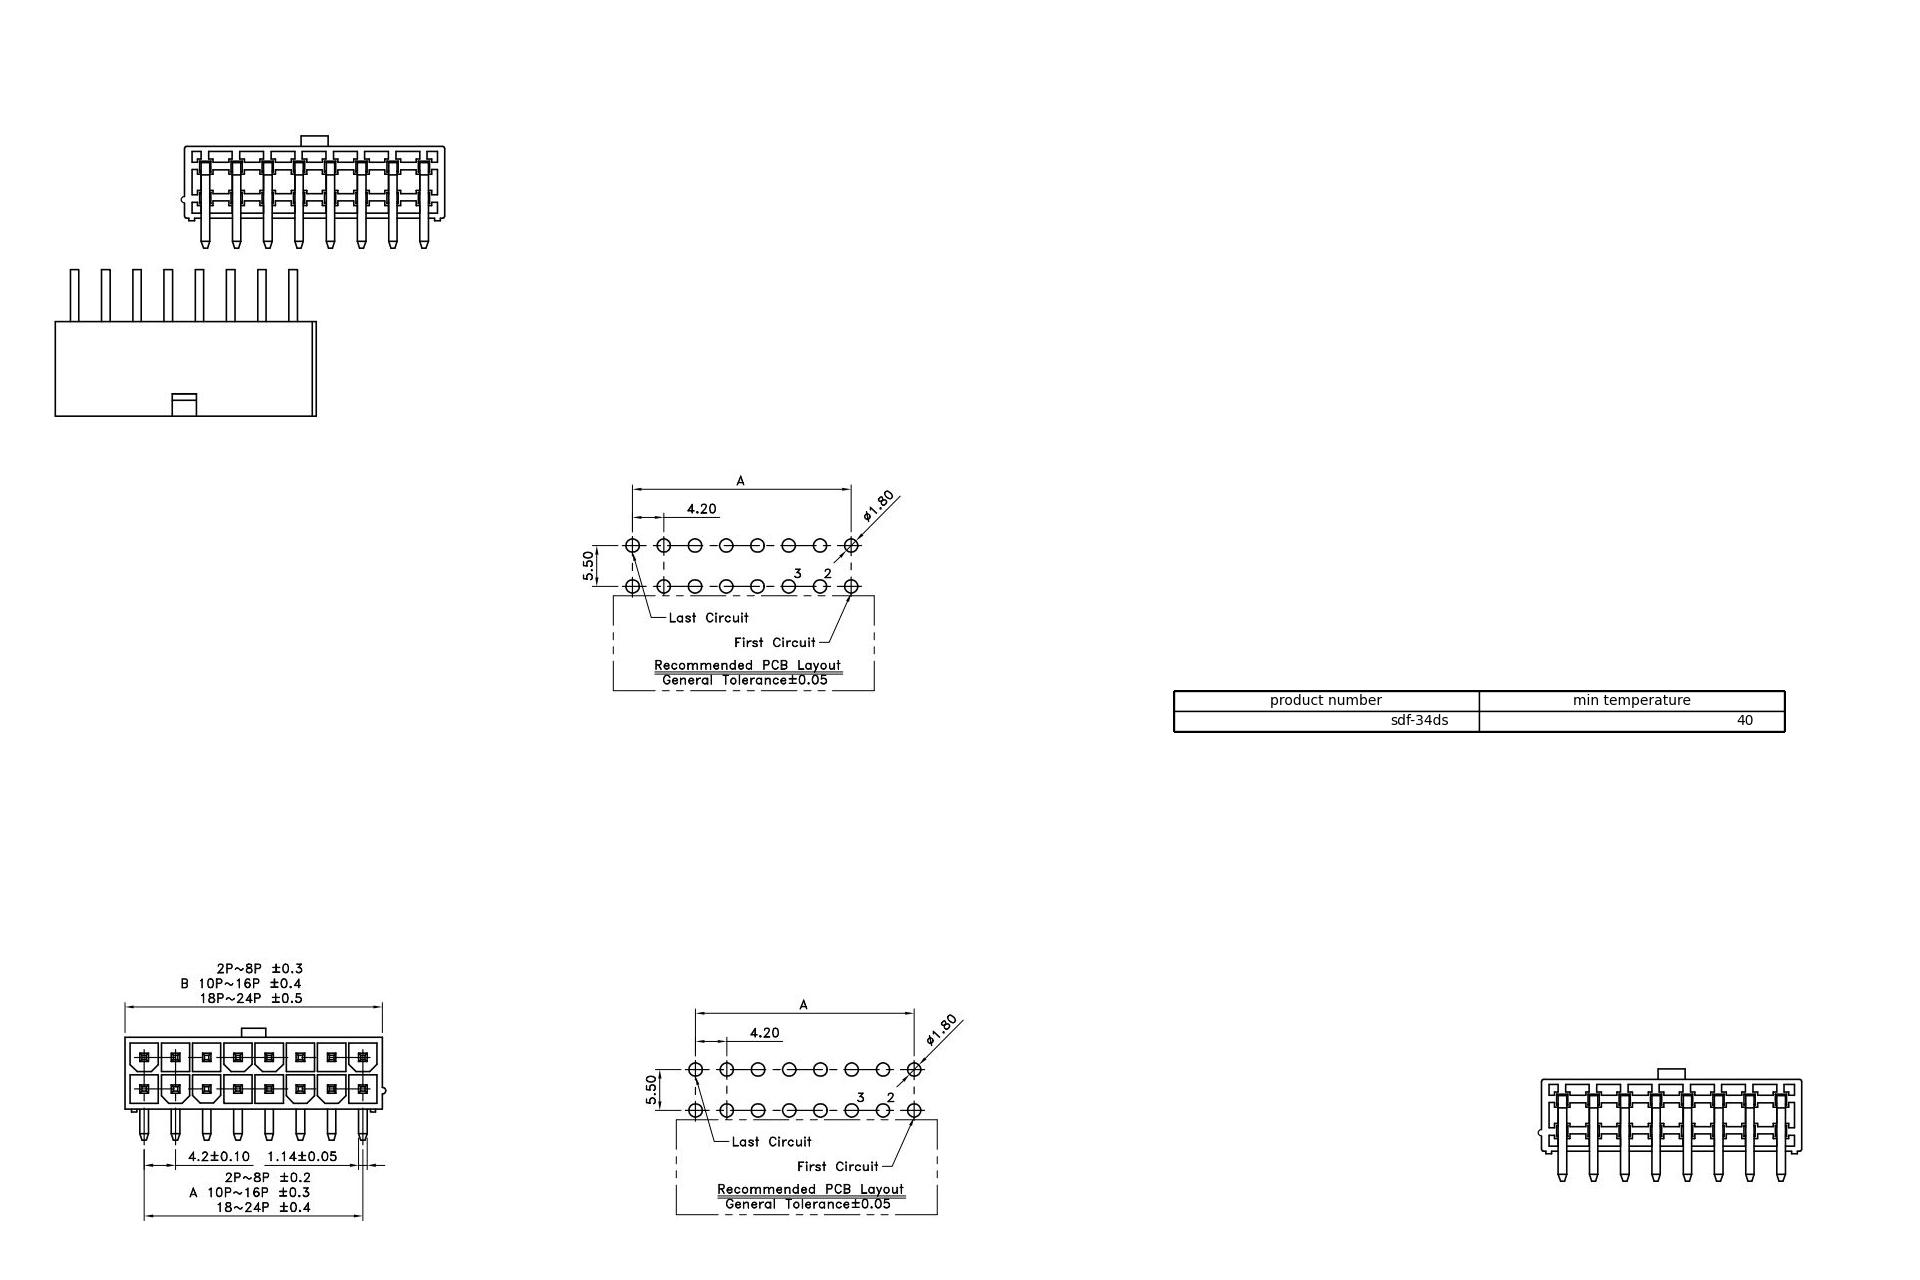 A
4.20
ø1.80
5.50
3 2
Last Circuit
First Circuit
Recommended PCB Layout
General Tolerance±0.05
product number min temperature
sdf-34ds 40
2P~8P ±0.3
B 10P~16P ±0.4
18P~24P ±0.5
4.2±0.10 1.14±0.05
2P~8P ±0.2
A 10P~16P ±0.3
18~24P ±0.4
A
4.20
ø1.80
5.50
3 2
Last Circuit
First Circuit
Recommended PCB Layout
General Tolerance±0.05